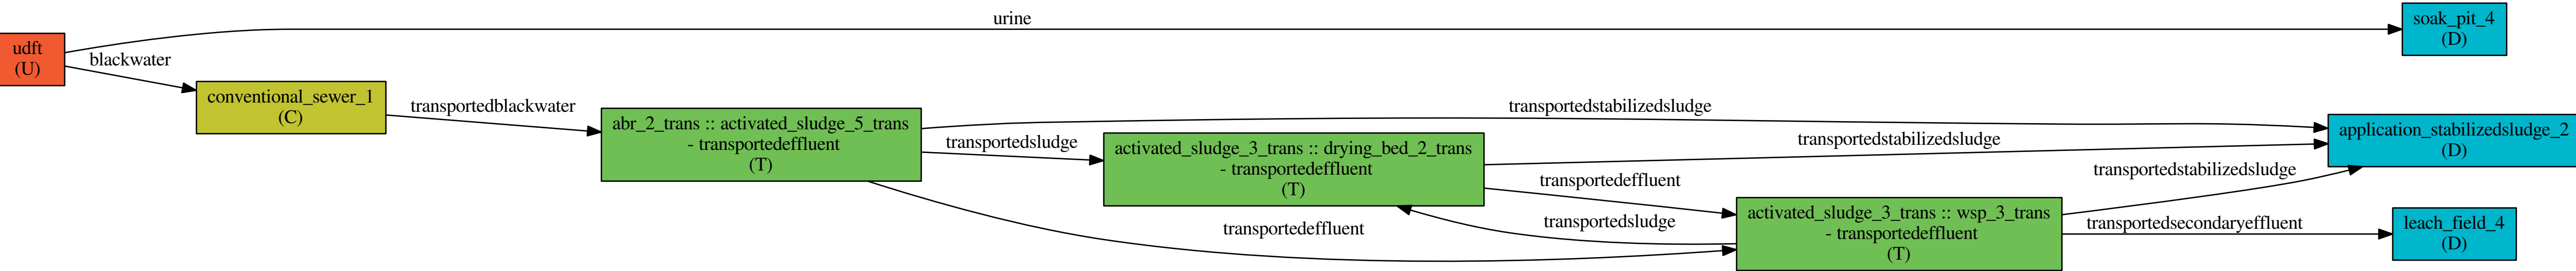 urine
soak_pit_4
(D)
udft
(U)
blackwater
conventional_sewer_1
(C)
transportedblackwater
abr_2_trans :: activated_sludge_5_trans
- transportedeffluent
(T)
transportedstabilizedsludge
transportedsludge
transportedeffluent
activated_sludge_3_trans :: drying_bed_2_trans
- transportedeffluent
(T)
transportedstabilizedsludge
transportedeffluent
transportedsludge
activated_sludge_3_trans :: wsp_3_trans
- transportedeffluent
(T)
transportedstabilizedsludge
transportedsecondaryeffluent
application_stabilizedsludge_2
(D)
leach_field_4
(D)